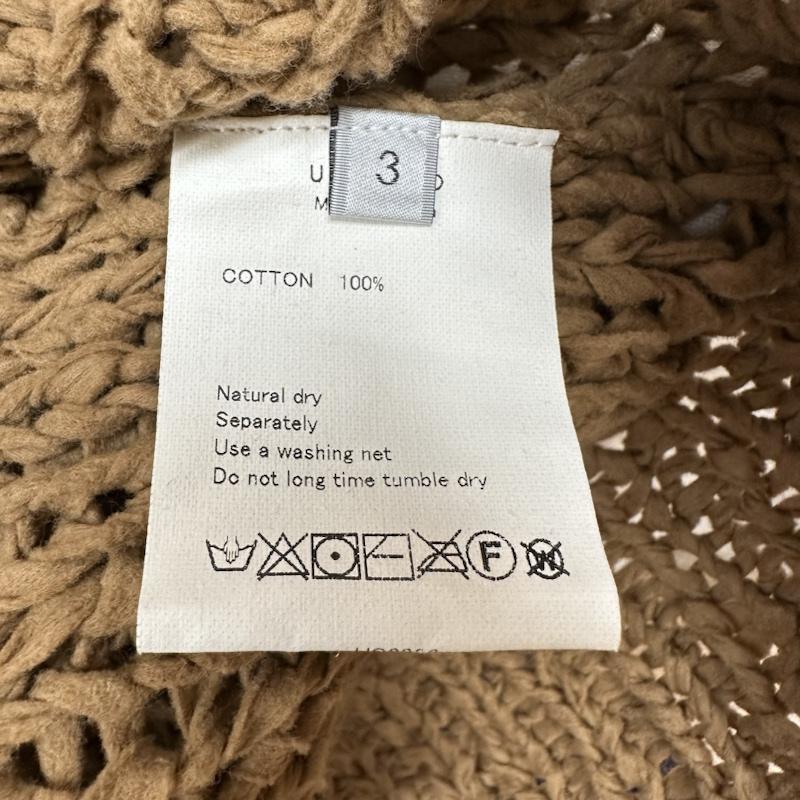 3
COTTON 100%
Natural dry
Separately
Use a washing net
Do not long time tumble dry
F
W